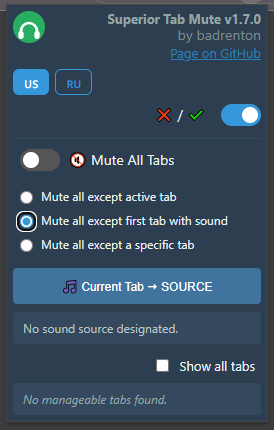 Superior Tab Mute v1.7.0
by badrenton
Page on GitHub
US
RU
/
Mute All Tabs
Mute all except active tab
Mute all except first tab with sound
Mute all except a specific tab
Current Tab → SOURCE
No sound source designated.
Show all tabs
No manageable tabs found.